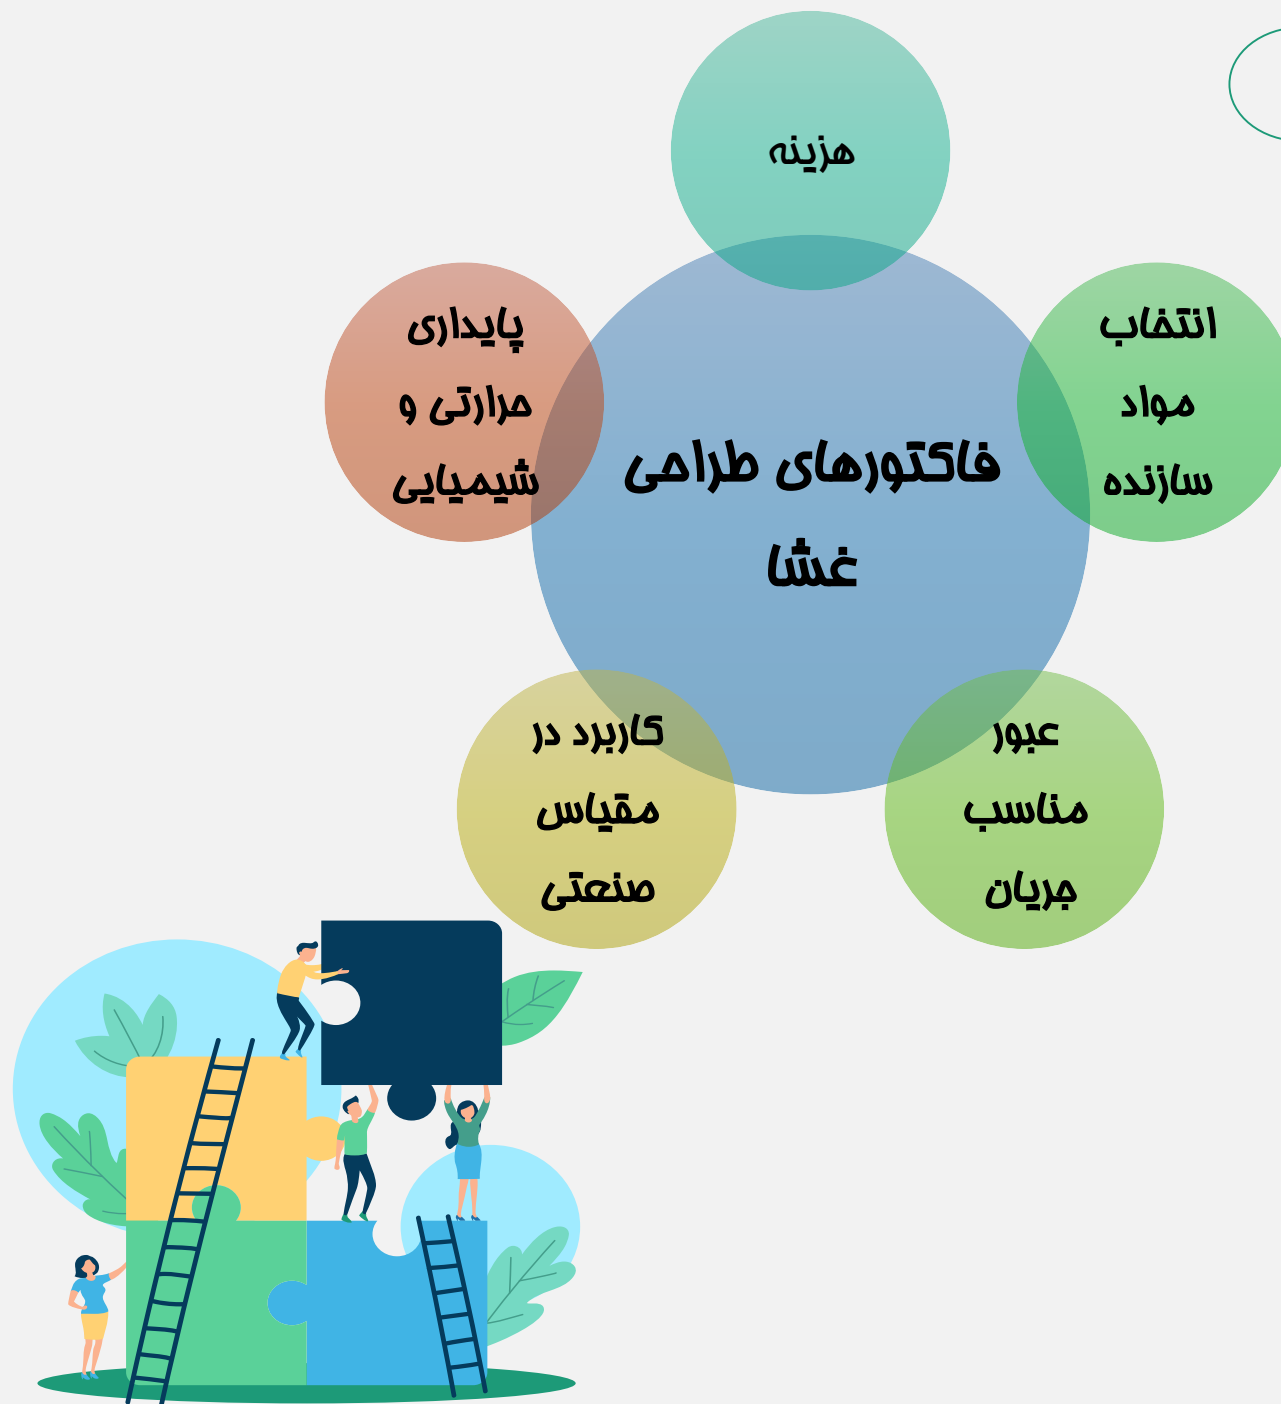 هزینه
انتخاب
مواد
سازنده
عبور
مناسب
جریان
کاربرد در
مقیاس
صنعتی
پایداری
حرارتی و
شیمیایی
فاکتورهای طراحی
غشا